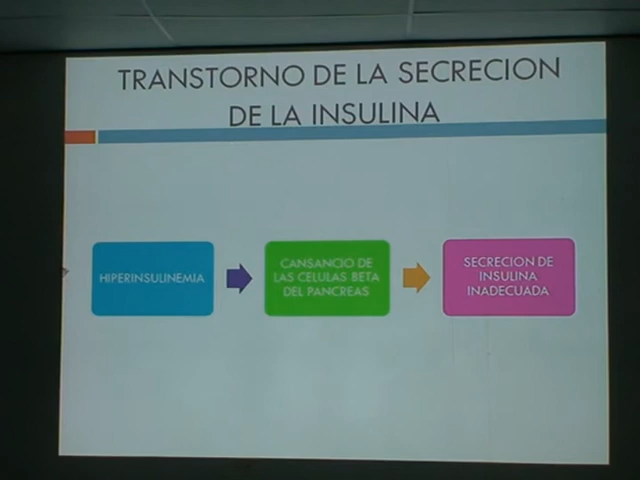 TRANSTORNO DE LA SECRECION
DE LA INSULINA
HIPERINSULINEMIA
CANSANCIO DE
LAS CELULAS BETA
DEL PANCREAS
SECRECION DE
INSULINA
INADECUADA